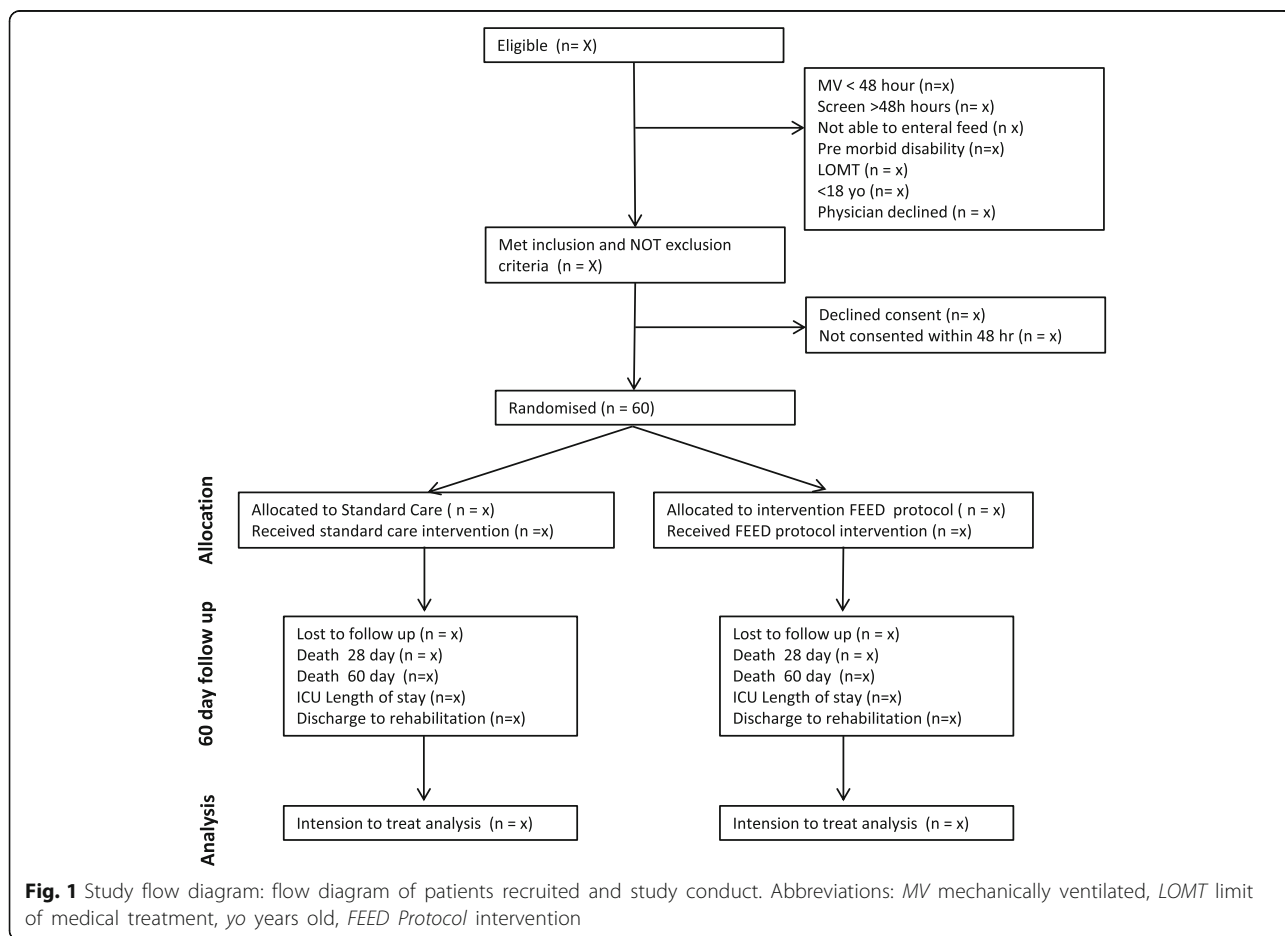 Eligible (n= X)
MV < 48 hour (n=x)
Screen >48h hours (n= x)
Not able to enteral feed (n x)
Pre morbid disability (n=x)
LOMT (n = x)
<18 yo (n= x)
Physician declined (n = x)
Met inclusion and NOT exclusion
criteria (n = X)
Declined consent (n= x)
Not consented within 48 hr (n = x)
Randomised (n = 60)
Allocation
Allocated to Standard Care ( n = x)
Received standard care intervention (n =x)
Allocated to intervention FEED protocol ( n = x)
Received FEED protocol intervention (n =x)
60 day follow up
Lost to follow up (n = x)
Death 28 day (n = x)
Death 60 day (n=x)
ICU Length of stay (n=x)
Discharge to rehabilitation (n=x)
Lost to follow up (n = x)
Death 28 day (n = x)
Death 60 day (n=x)
ICU Length of stay (n=x)
Discharge to rehabilitation (n=x)
Analysis
Intension to treat analysis (n = x)
Intension to treat analysis (n = x)
Fig. 1 Study flow diagram: flow diagram of patients recruited and study conduct. Abbreviations: MV mechanically ventilated, LOMT limit
of medical treatment, yo years old, FEED Protocol intervention